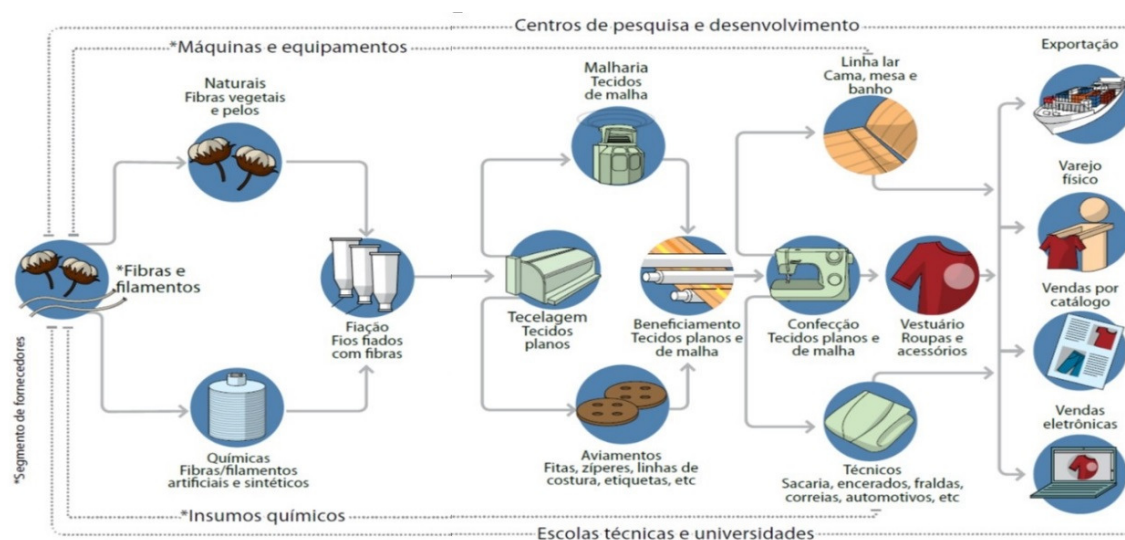 Centros de pesquisa e desenvolvimento
*Máquinas e equipamentos
Exportação
Naturais
Fibras vegetais
e pelos
Malharia
Tecidos
de malha
Linha lar
Cama, mesa e
banho
Varejo
físico
*Fibras e
filamentos
Fiação
Fios fiados
com fibras
Tecelagem
Tecidos
planos
Beneficiamento
Tecidos planos e
de malha
Confecção
Tecidos planos e
de malha
Vestuário
Roupas e
acessórios
Vendas por
catálogo
*Segmento de fornecedores
Químicas
Fibras/filamentos
artificiais e sintéticos
Aviamentos
Fitas, zíperes, linhas de
costura, etiquetas, etc
Técnicos
Sacaria, encerados, fraldas,
correias, automotivos, etc
Vendas
eletrônicas
*Insumos químicos
Escolas técnicas e universidades